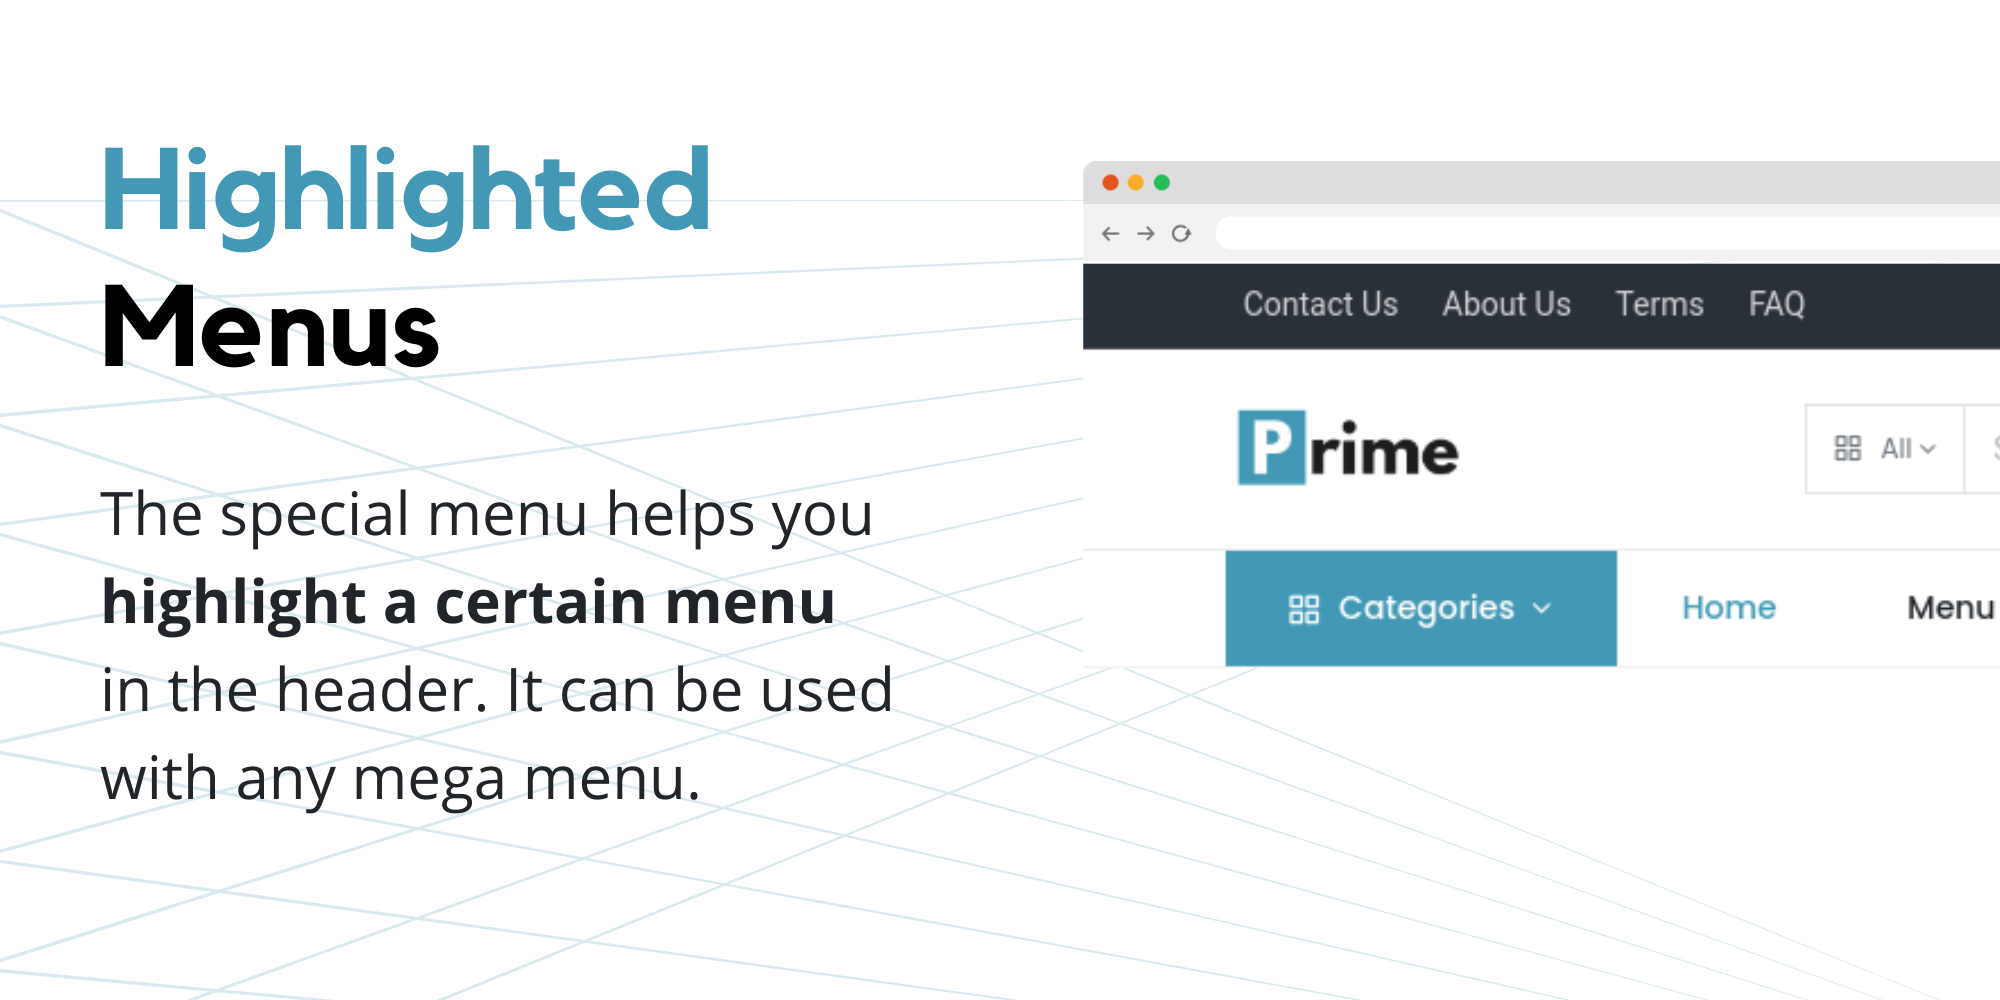 Highlighted
Menus
The special menu helps you
highlight a certain menu
in the header. It can be used
with any mega menu.
Contact Us About Us Terms FAQ
Prime
All
Categories Home Menu